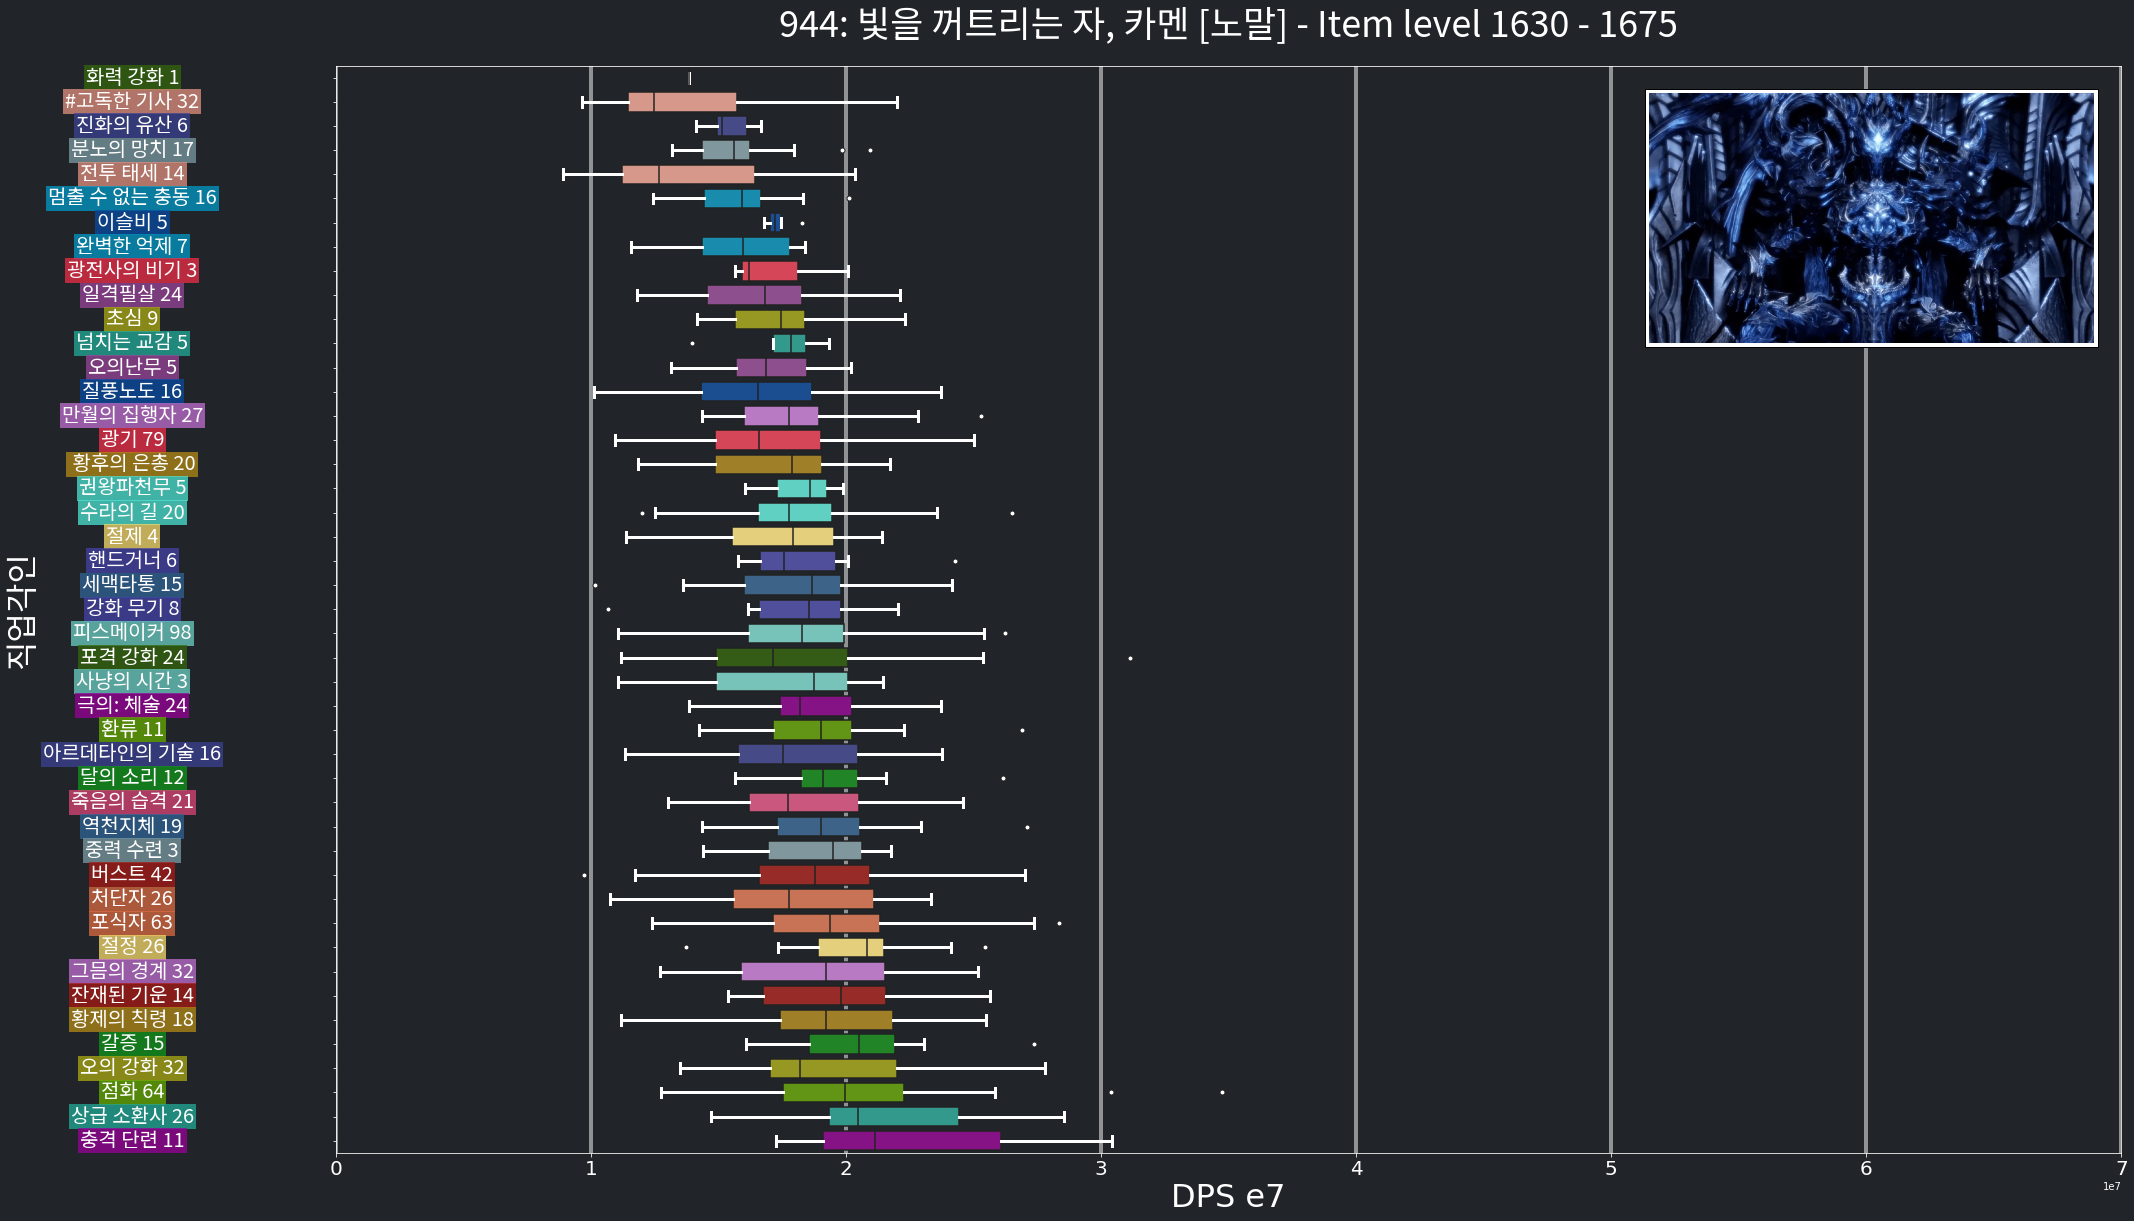 944: 빛을 꺼트리는 자, 카멘 [노말] - Item level 1630 - 1675
직업각인
화력 강화 1
#고독한 기사 32
진화의 유산 6
분노의 망치 17
전투 태세 14
멈출 수 없는 충동 16
이슬비 5
완벽한 억제 7
광전사의 비기 3
일격필살 24
초심 9
넘치는 교감 5
오의난무 5
질풍노도 16
만월의 집행자 27
광기 79
황후의 은총 20
권왕파천무 5
수라의 길 20
절제 4
핸드거너 6
세맥타통 15
강화 무기 8
피스메이커 98
포격 강화 24
사냥의 시간 3
극의: 체술 24
환류 11
아르데타인의 기술 16
달의 소리 12
죽음의 습격 21
역천지체 19
중력 수련 3
버스트 42
처단자 26
포식자 63
절정 26
그믐의 경계 32
잔재된 기운 14
황제의 칙령 18
갈증 15
오의 강화 32
점화 64
상급 소환사 26
충격 단련 11
0 1 2 3 4 5 6 7
1e7
DPS e7